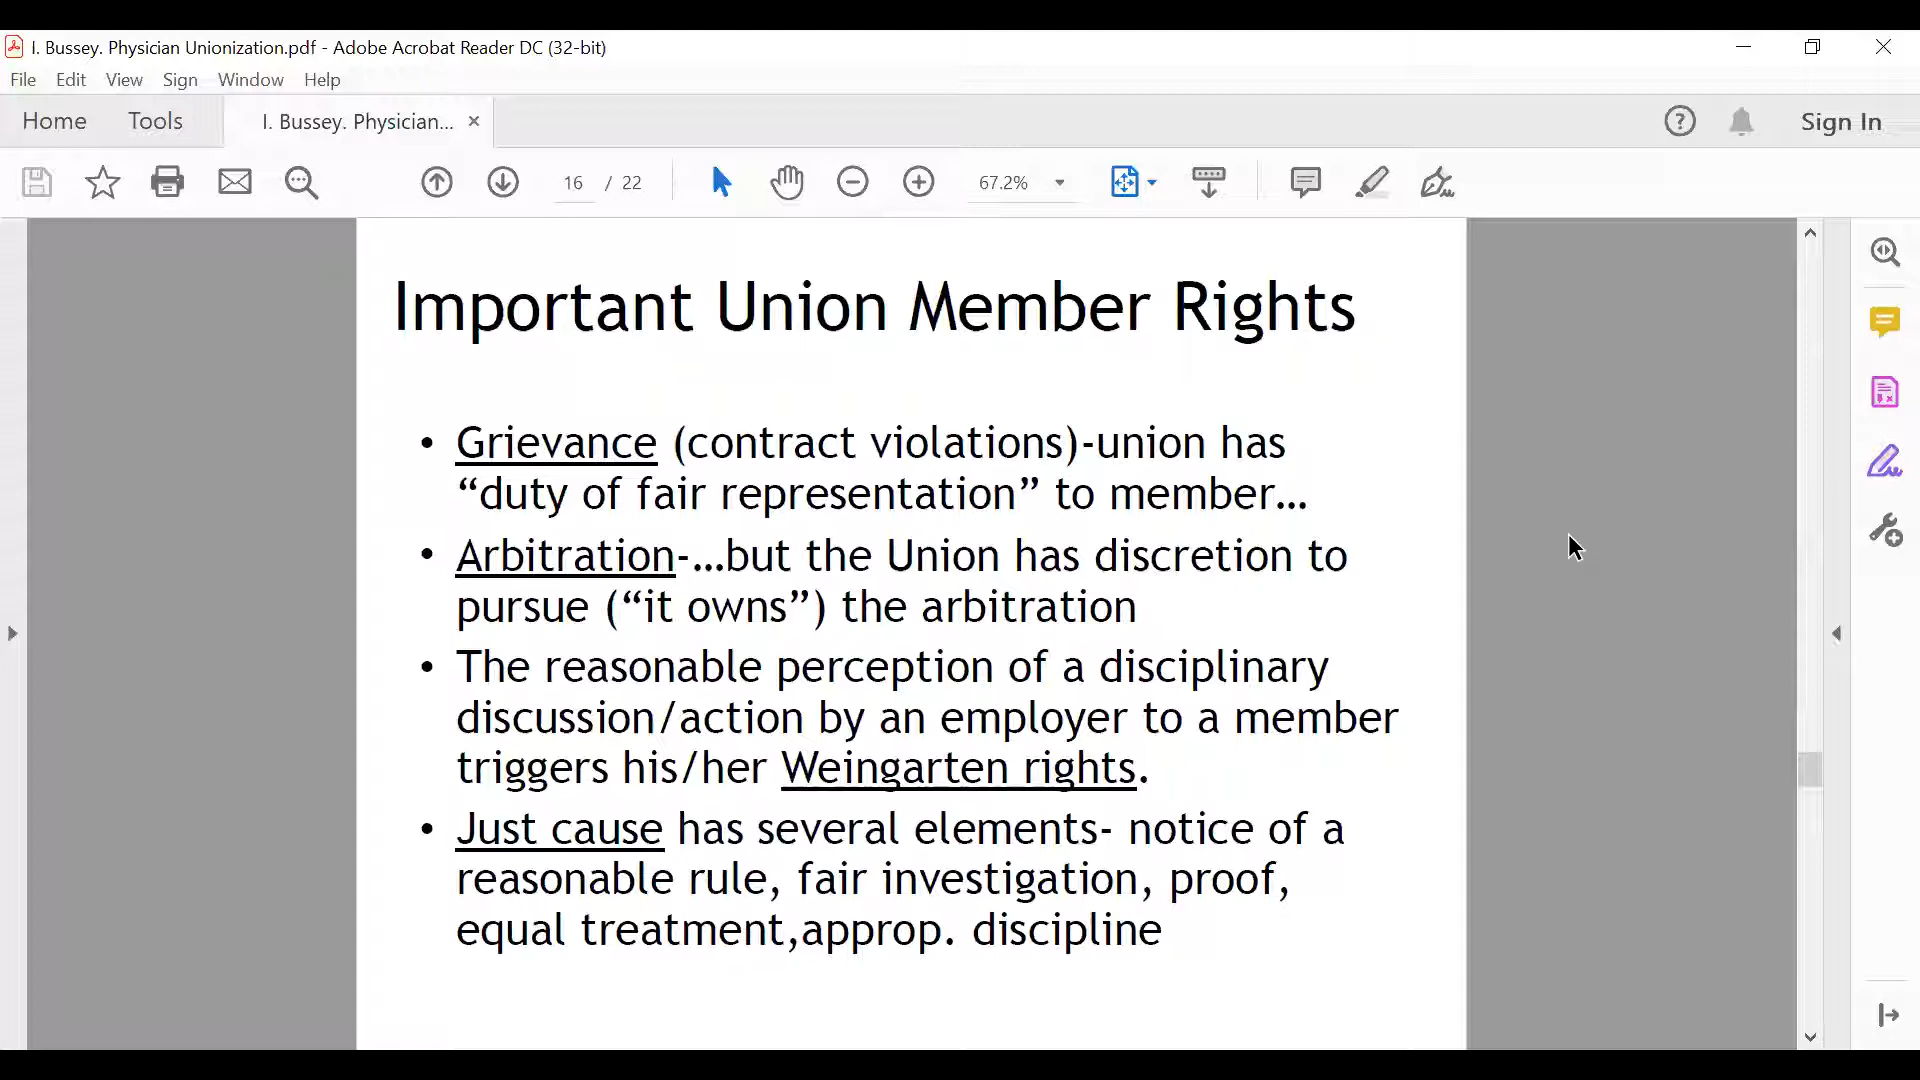 I. Bussey. Physician Unionization.pdf - Adobe Acrobat Reader DC (32-bit)
File Edit View Sign Window Help
Home Tools I. Bussey. Physician... × Sign In
16 / 22 67.2%
Important Union Member Rights
• Grievance (contract violations)-union has
“duty of fair representation” to member…
• Arbitration-…but the Union has discretion to
pursue (“it owns”) the arbitration
• The reasonable perception of a disciplinary
discussion/action by an employer to a member
triggers his/her Weingarten rights.
• Just cause has several elements- notice of a
reasonable rule, fair investigation, proof,
equal treatment,approp. discipline